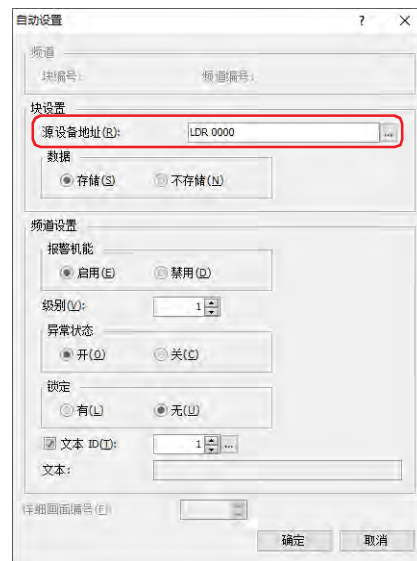 自动设置 ? ×
频道
块编号: 频道编号:
块设置
源设备地址(R): LDR 0000 ...
数据
存储(S) 不存储(N)
频道设置
报警机能
启用(E) 禁用(D)
级别(V): 1
异常状态
开(O) 关(C)
锁定
有(L) 无(U)
文本 ID(T): 1 ...
文本:
详细画面编号(F):
确定 取消